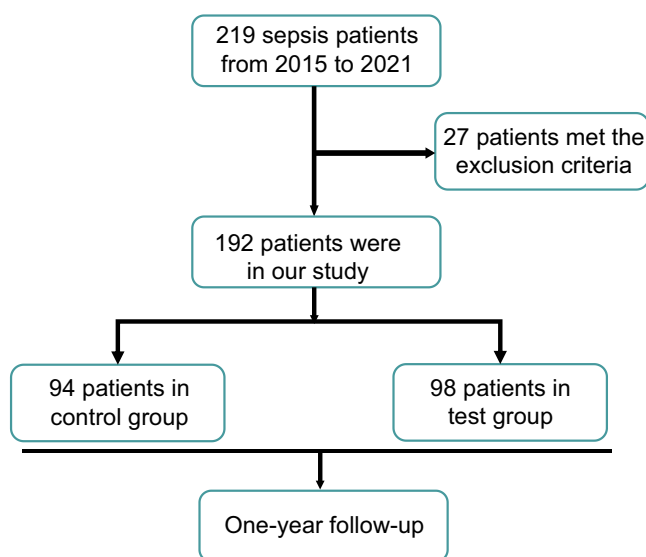 219 sepsis patients
from 2015 to 2021
27 patients met the
exclusion criteria
192 patients were
in our study
94 patients in
control group
98 patients in
test group
One-year follow-up